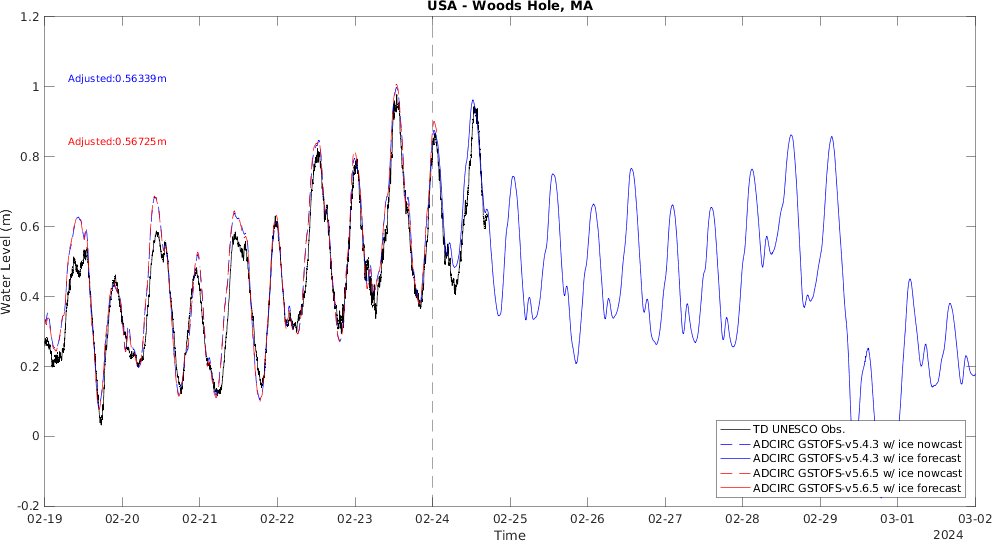 USA - Woods Hole, MA
1.2
1
0.8
0.6
0.4
0.2
0
-0.2
Water Level (m)
Adjusted:0.56339m
Adjusted:0.56725m
TD UNESCO Obs.
ADCIRC GSTOFS-v5.4.3 w/ ice nowcast
ADCIRC GSTOFS-v5.4.3 w/ ice forecast
ADCIRC GSTOFS-v5.6.5 w/ ice nowcast
ADCIRC GSTOFS-v5.6.5 w/ ice forecast
02-19 02-20 02-21 02-22 02-23 02-24 02-25 02-26 02-27 02-28 02-29 03-01 03-02
Time
2024